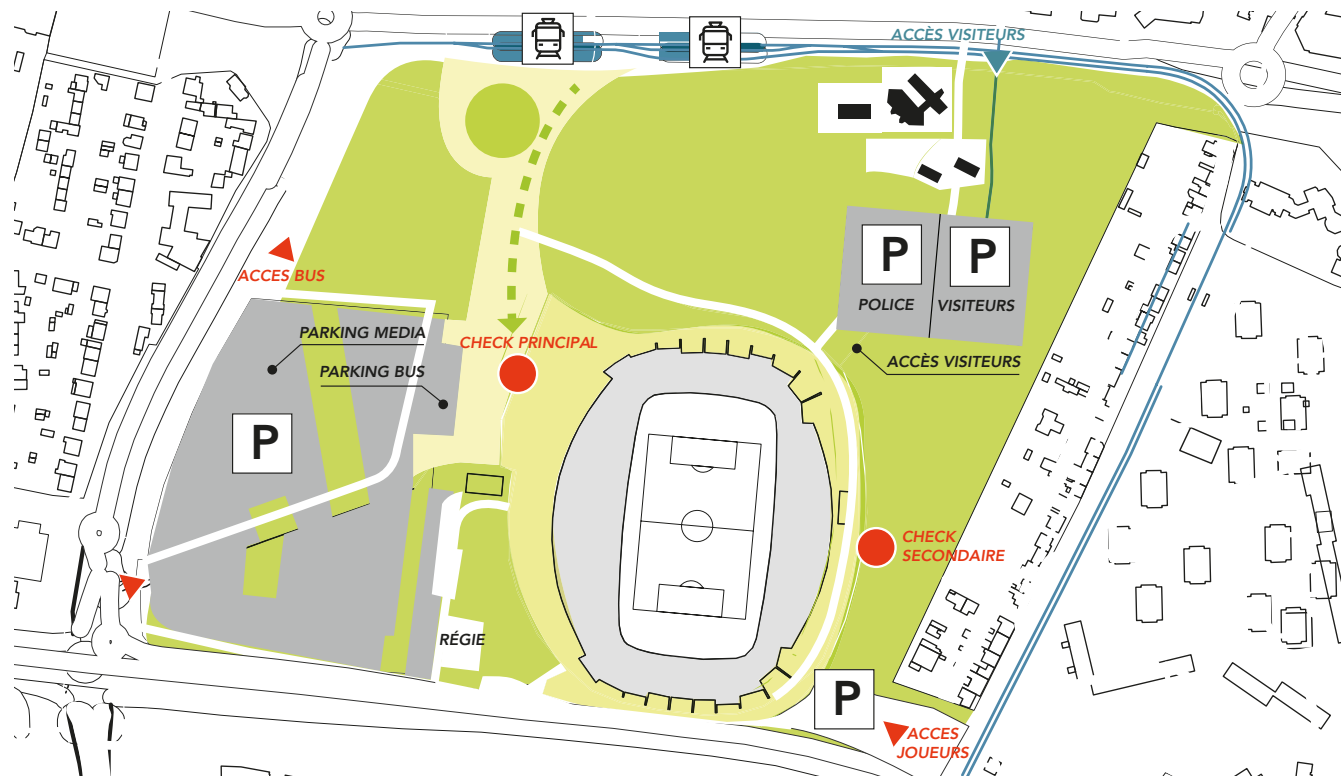 ACCÈS VISITEURS
ACCES BUS
P
P
POLICE
VISITEURS
PARKING MEDIA
CHECK PRINCIPAL
PARKING BUS
ACCÈS VISITEURS
P
CHECK
SECONDAIRE
RÉGIE
P
ACCES
JOUEURS